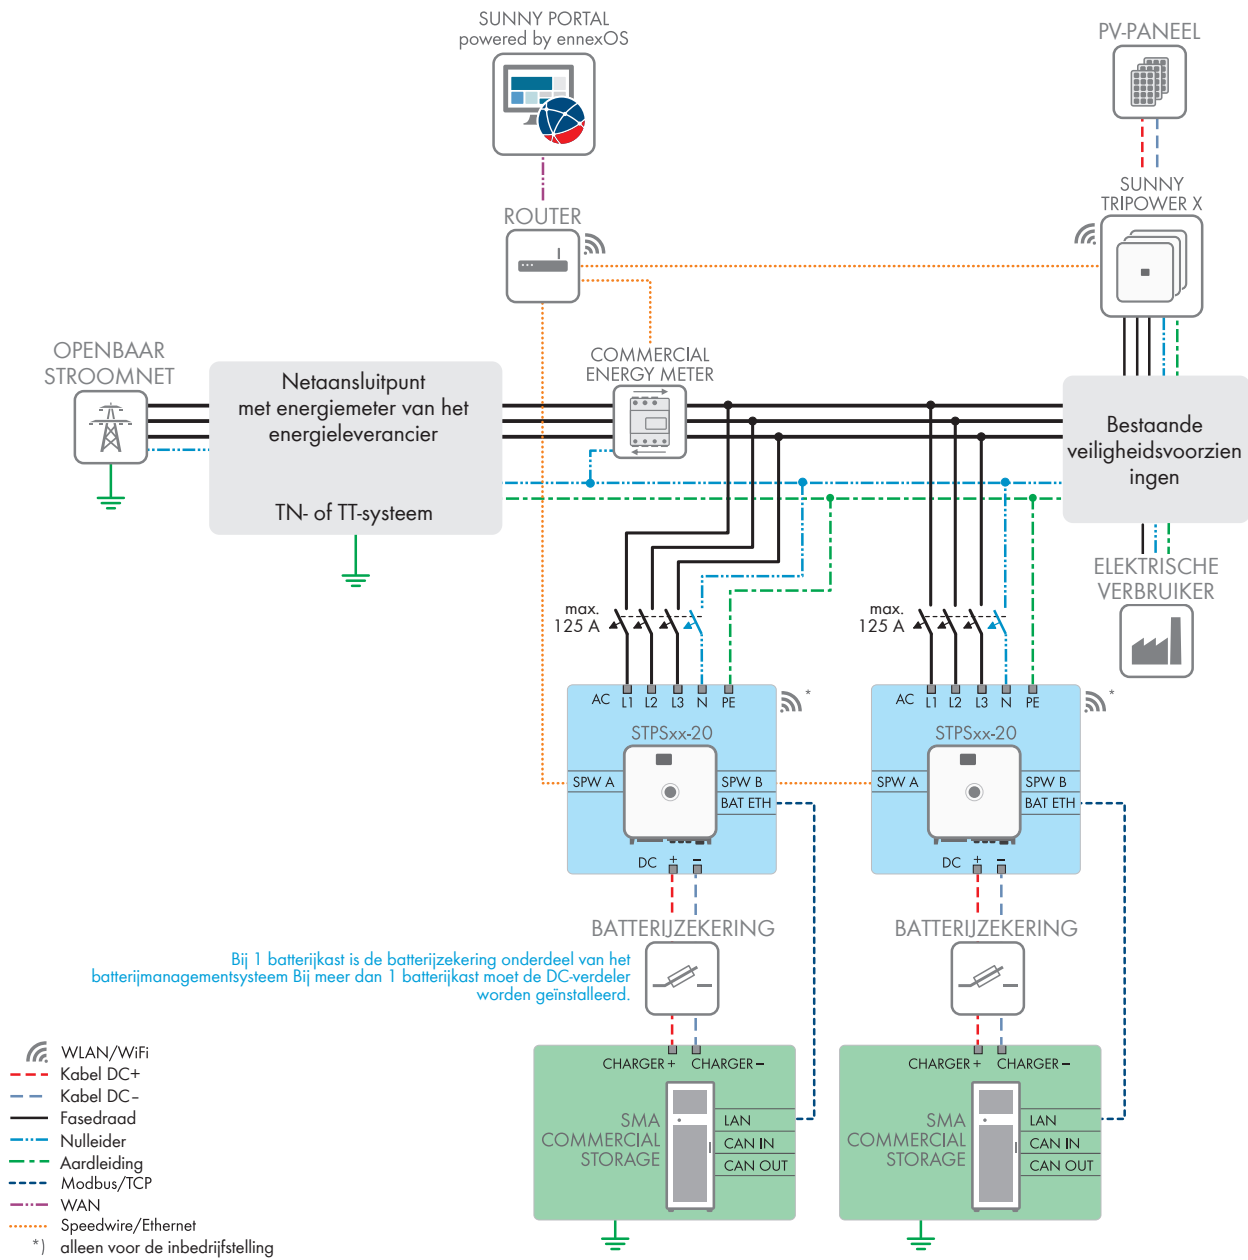 SUNNY PORTAL
powered by ennexOS
PV-PANEEL
SUNNY
TRIPOWER X
ROUTER
OPENBAAR
STROOMNET
Netaansluitpunt
met energiemeter van het
energieleverancier
TN- of TT-systeem
COMMERCIAL
ENERGY METER
Bestaande
veiligheidsvoorzien
ingen
ELEKTRISCHE
VERBRUIKER
max.
125 A
max.
125 A
AC L1 L2 L3 N PE
*
AC L1 L2 L3 N PE
*
STPSxx-20
STPSxx-20
SPW A
SPW B
BAT ETH
SPW A
SPW B
BAT ETH
DC + –
DC + –
BATTERIJZEKERING
BATTERIJZEKERING
Bij 1 batterijkast is de batterijzekering onderdeel van het
batterijmanagementsysteem Bij meer dan 1 batterijkast moet de DC-verdeler
worden geïnstalleerd.
CHARGER + CHARGER –
CHARGER + CHARGER –
SMA
COMMERCIAL
STORAGE
LAN
CAN IN
CAN OUT
SMA
COMMERCIAL
STORAGE
LAN
CAN IN
CAN OUT
WLAN/WiFi
Kabel DC+
Kabel DC–
Fasedraad
Nulleider
Aardleiding
Modbus/TCP
WAN
Speedwire/Ethernet
*) alleen voor de inbedrijfstelling